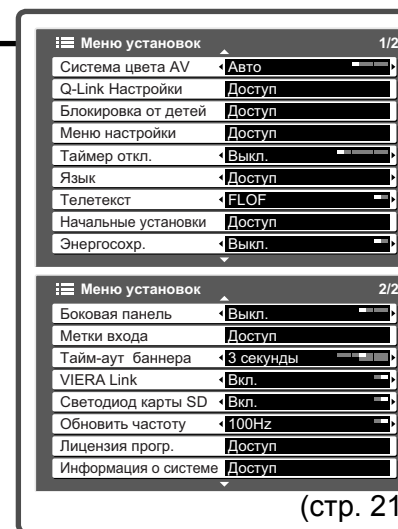 Меню установок 1/2
Система цвета AV Авто
Q-Link Настройки Доступ
Блокировка от детей Доступ
Меню настройки Доступ
Таймер откл. Выкл.
Язык Доступ
Телетекст FLOF
Начальные установки Доступ
Энергосохр. Выкл.
Меню установок 2/2
Боковая панель Выкл.
Метки входа Доступ
Тайм-аут баннера 3 секунды
VIERA Link Вкл.
Светодиод карты SD Вкл.
Обновить частоту 100Hz
Лицензия прогр. Доступ
Информация о системе Доступ
(стр. 21